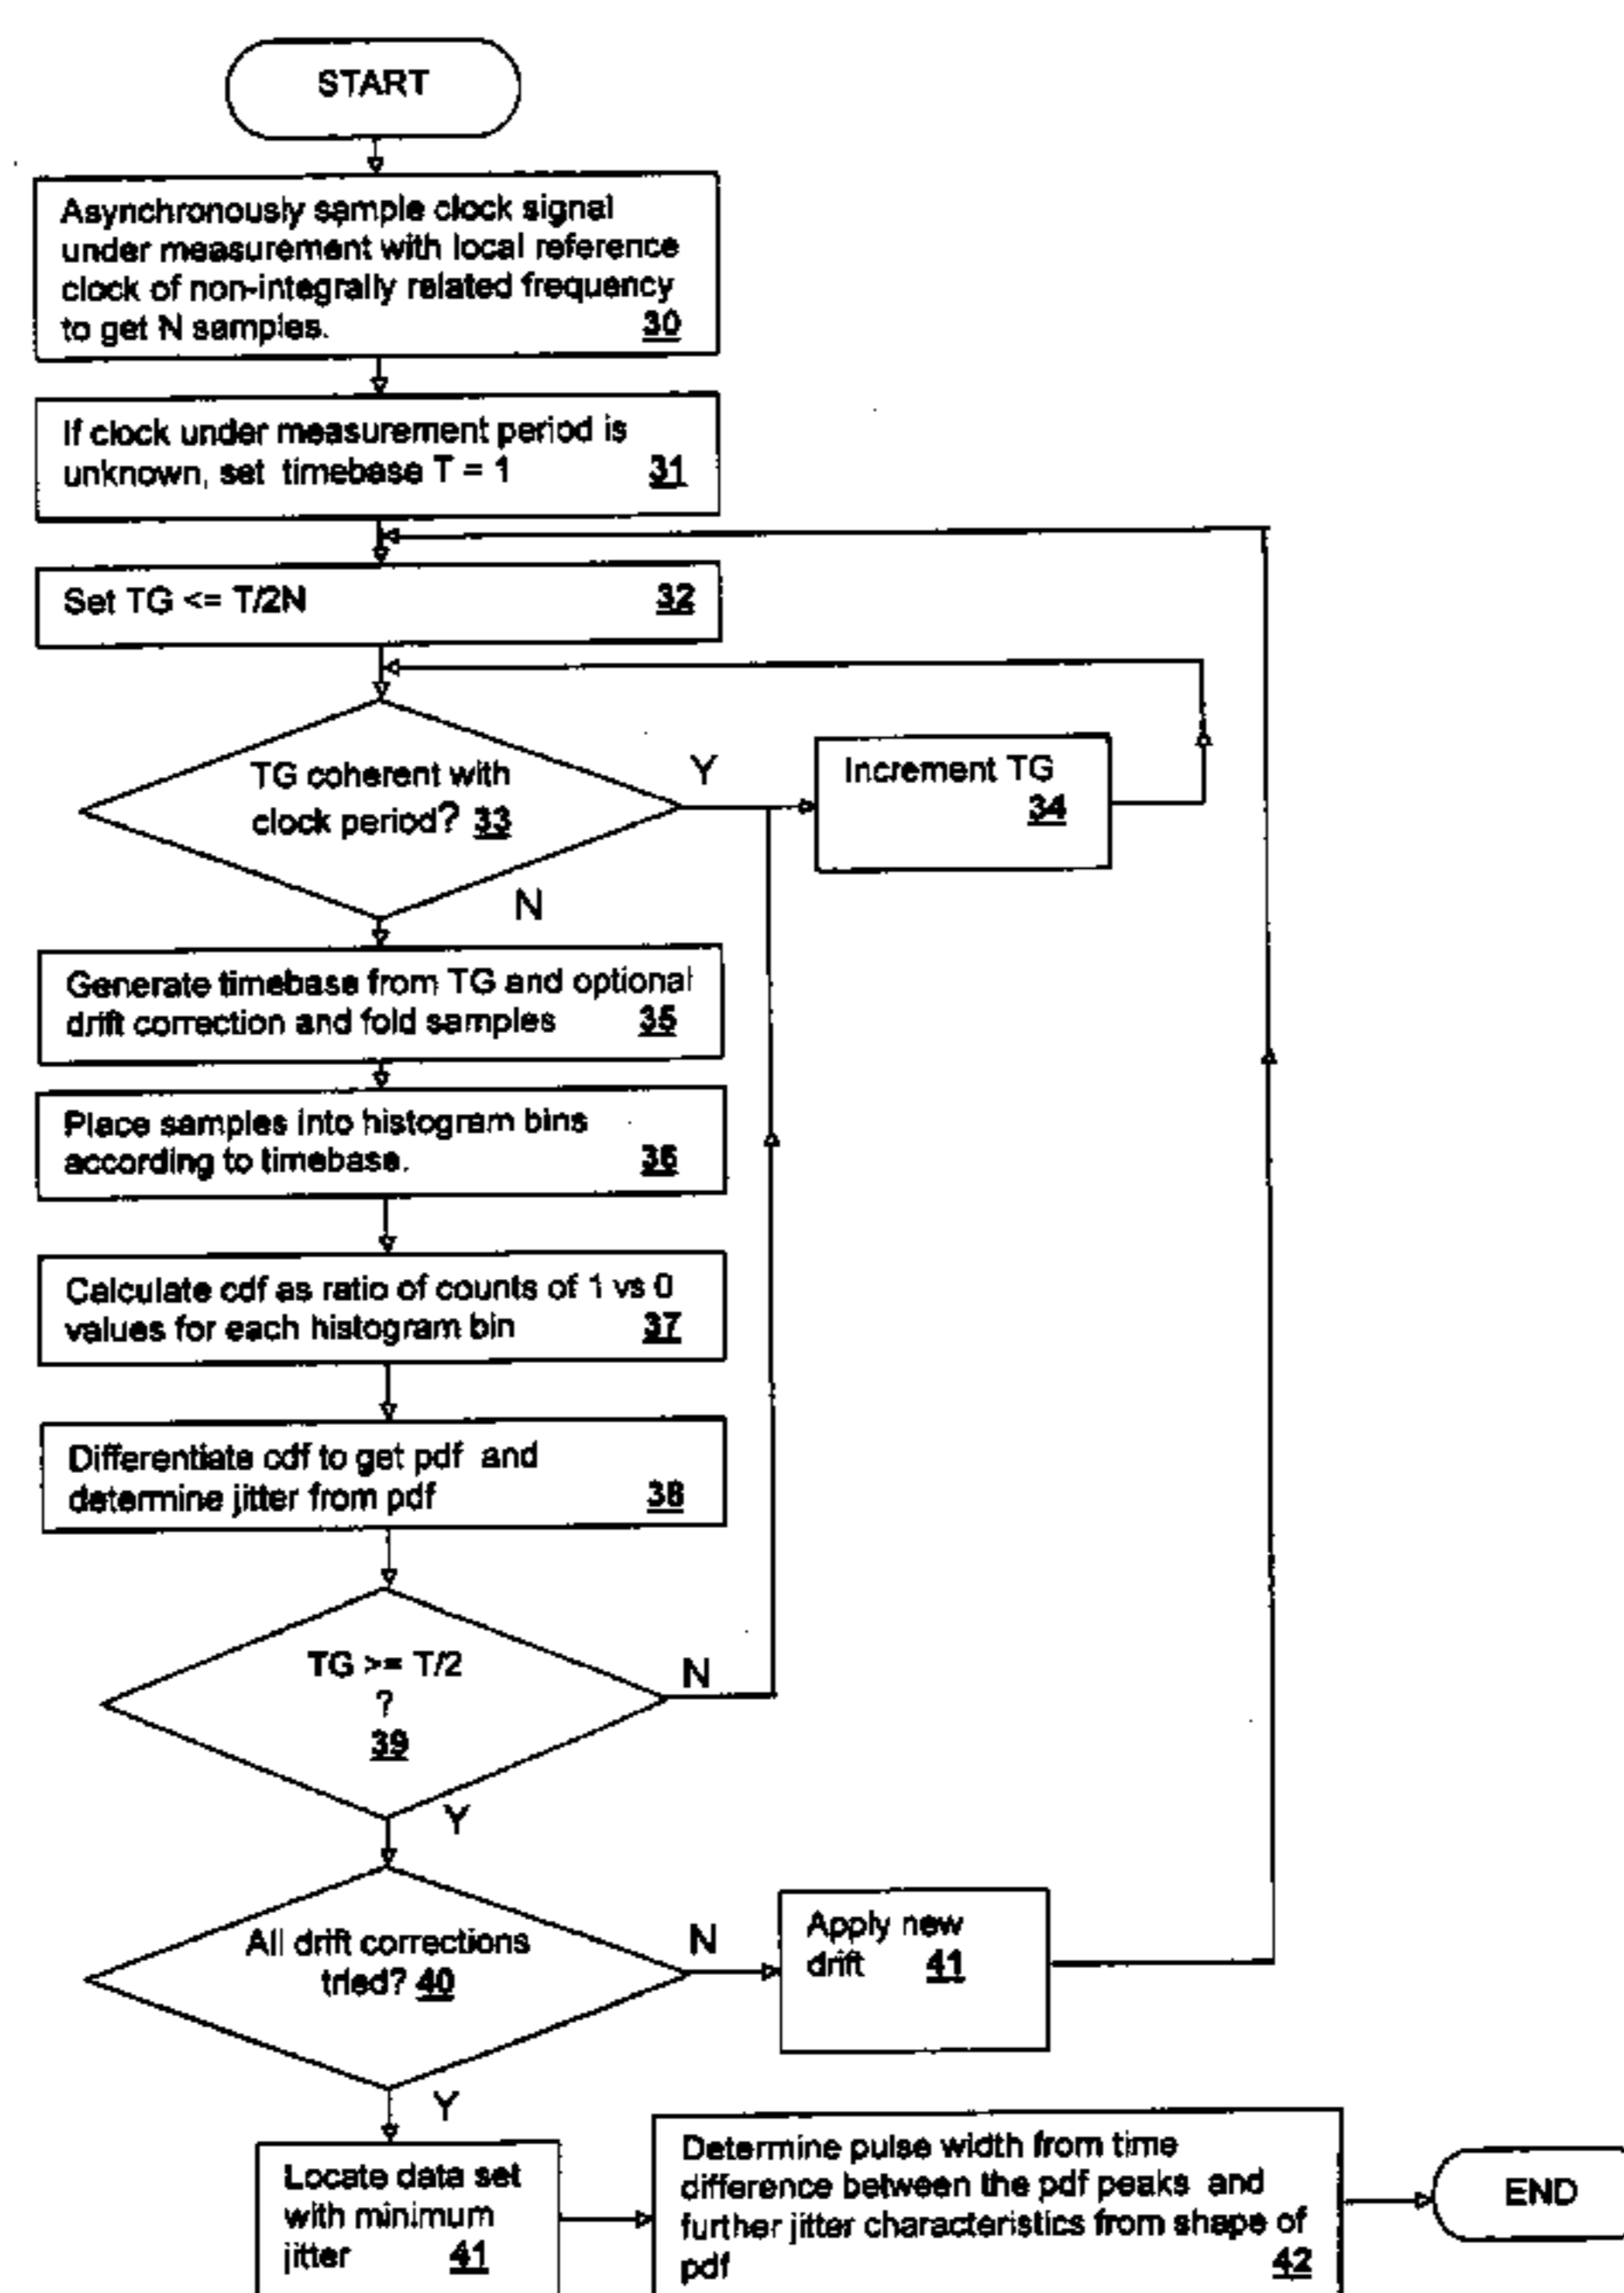 START
Asynchronously sample clock signal
under measurement with local reference
clock of non-integrally related frequency
to get N samples. 30
If clock under measurement period is
unknown, set timebase T = 1 31
Set TG <= T/2N 32
TG coherent with
clock period? 33
Y
Increment TG
34
N
Generate timebase from TG and optional
drift correction and fold samples 35
Place samples into histogram bins
according to timebase. 36
Calculate cdf as ratio of counts of 1 vs 0
values for each histogram bin 37
Differentiate cdf to get pdf and
determine jitter from pdf 38
TG >= T/2
?
39
N
Y
All drift corrections
tried? 40
N
Apply new
drift 41
Y
Locate data set
with minimum
jitter 41
Determine pulse width from time
difference between the pdf peaks and
further jitter characteristics from shape of
pdf 42
END